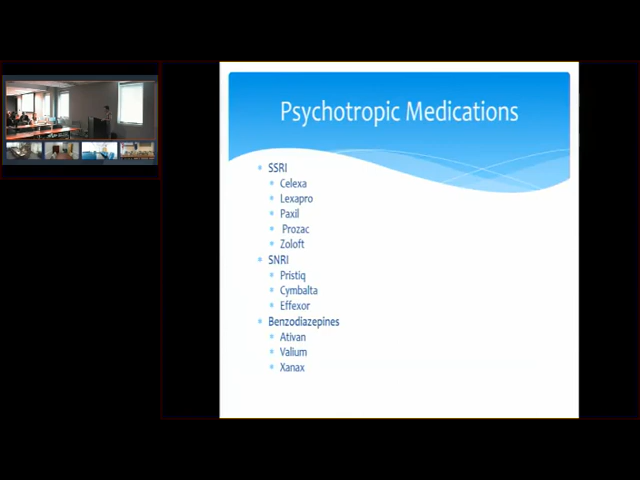 Psychotropic Medications
SSRI
Celexa
Lexapro
Paxil
Prozac
Zoloft
SNRI
Pristiq
Cymbalta
Effexor
Benzodiazepines
Ativan
Valium
Xanax